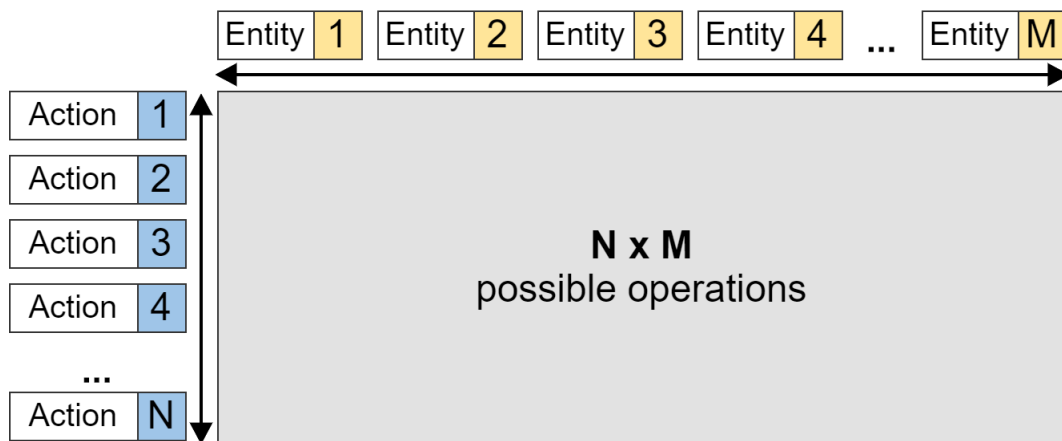 Entity 1 Entity 2 Entity 3 Entity 4 ... Entity M
Action 1
Action 2
Action 3
N x M
Action 4
possible operations
...
Action N